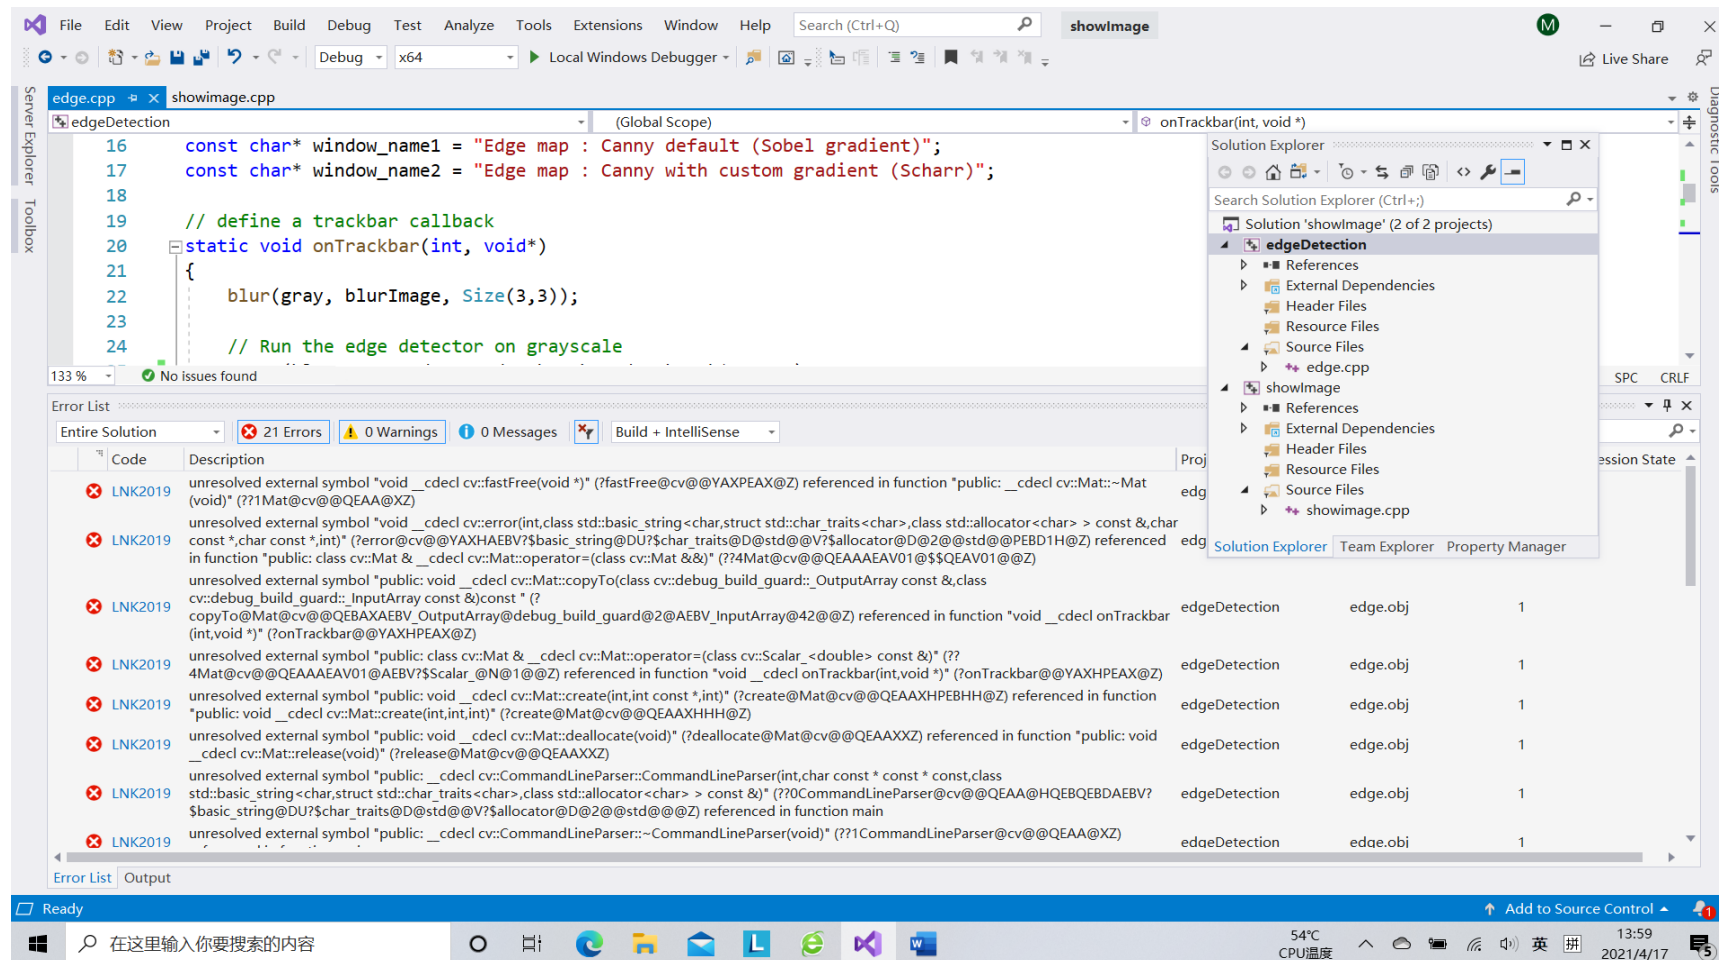 File Edit View Project Build Debug Test Analyze Tools Extensions Window Help Search (Ctrl+Q) showImage M
Debug x64 Local Windows Debugger Live Share
Server Explorer
Toolbox
Diagnostic Tools
edge.cpp showimage.cpp
edgeDetection (Global Scope) onTrackbar(int, void *)
16 const char* window_name1 = "Edge map : Canny default (Sobel gradient)";
17 const char* window_name2 = "Edge map : Canny with custom gradient (Scharr)";
18
19 // define a trackbar callback
20 static void onTrackbar(int, void*)
21 {
22 blur(gray, blurImage, Size(3,3));
23
24 // Run the edge detector on grayscale
133 % No issues found SPC CRLF
Solution Explorer
Search Solution Explorer (Ctrl+;)
Solution 'showImage' (2 of 2 projects)
edgeDetection
References
External Dependencies
Header Files
Resource Files
Source Files
edge.cpp
showImage
References
External Dependencies
Header Files
Resource Files
Source Files
showimage.cpp
Solution Explorer Team Explorer Property Manager
Error List
Entire Solution 21 Errors 0 Warnings 0 Messages Build + IntelliSense
Code Description Proj ession State
LNK2019 unresolved external symbol "void __cdecl cv::fastFree(void *)" (?fastFree@cv@@YAXPEAX@Z) referenced in function "public: __cdecl cv::Mat::~Mat
(void)" (??1Mat@cv@@QEAA@XZ) edg
unresolved external symbol "void __cdecl cv::error(int,class std::basic_string<char,struct std::char_traits<char>,class std::allocator<char> > const &,char
LNK2019 const *,char const *,int)" (?error@cv@@YAXHAEBV?$basic_string@DU?$char_traits@D@std@@V?$allocator@D@2@@std@@PEBD1H@Z) referenced edg
in function "public: class cv::Mat & __cdecl cv::Mat::operator=(class cv::Mat &&)" (??4Mat@cv@@QEAAAEAV01@$$QEAV01@@Z)
unresolved external symbol "public: void __cdecl cv::Mat::copyTo(class cv::debug_build_guard::_OutputArray const &,class
cv::debug_build_guard::_InputArray const &)const " (?
LNK2019 copyTo@Mat@cv@@QEBAXAEBV_OutputArray@debug_build_guard@2@AEBV_InputArray@42@@Z) referenced in function "void __cdecl onTrackbar edgeDetection edge.obj 1
(int,void *)" (?onTrackbar@@YAXHPEAX@Z)
unresolved external symbol "public: class cv::Mat & __cdecl cv::Mat::operator=(class cv::Scalar_<double> const &)" (??
LNK2019 4Mat@cv@@QEAAAEAV01@AEBV?$Scalar_@N@1@@Z) referenced in function "void __cdecl onTrackbar(int,void *)" (?onTrackbar@@YAXHPEAX@Z) edgeDetection edge.obj 1
unresolved external symbol "public: void __cdecl cv::Mat::create(int,int const *,int)" (?create@Mat@cv@@QEAAXHPEBHH@Z) referenced in function
LNK2019 "public: void __cdecl cv::Mat::create(int,int,int)" (?create@Mat@cv@@QEAAXHHH@Z) edgeDetection edge.obj 1
unresolved external symbol "public: void __cdecl cv::Mat::deallocate(void)" (?deallocate@Mat@cv@@QEAAXXZ) referenced in function "public: void
LNK2019 __cdecl cv::Mat::release(void)" (?release@Mat@cv@@QEAAXXZ) edgeDetection edge.obj 1
unresolved external symbol "public: __cdecl cv::CommandLineParser::CommandLineParser(int,char const * const * const,class
LNK2019 std::basic_string<char,struct std::char_traits<char>,class std::allocator<char> > const &)" (??0CommandLineParser@cv@@QEAA@HQEBQEBDAEBV? edgeDetection edge.obj 1
$basic_string@DU?$char_traits@D@std@@V?$allocator@D@2@@std@@@Z) referenced in function main
unresolved external symbol "public: __cdecl cv::CommandLineParser::~CommandLineParser(void)" (??1CommandLineParser@cv@@QEAA@XZ)
LNK2019 edgeDetection edge.obj 1
Error List Output
Ready Add to Source Control 1
在这里输入你要搜索的内容 54°C CPU温度 英 拼 13:59
2021/4/17 5